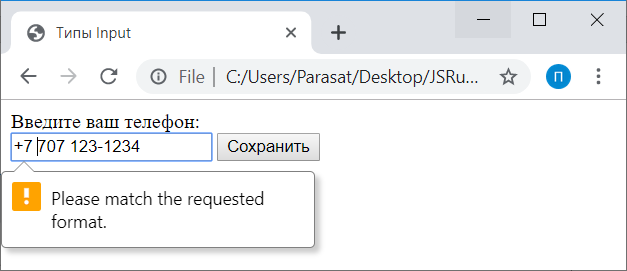 Типы Input
File | C:/Users/Parasat/Desktop/JSRu...
П
Введите ваш телефон:
+7 707 123-1234 Сохранить
Please match the requested
format.